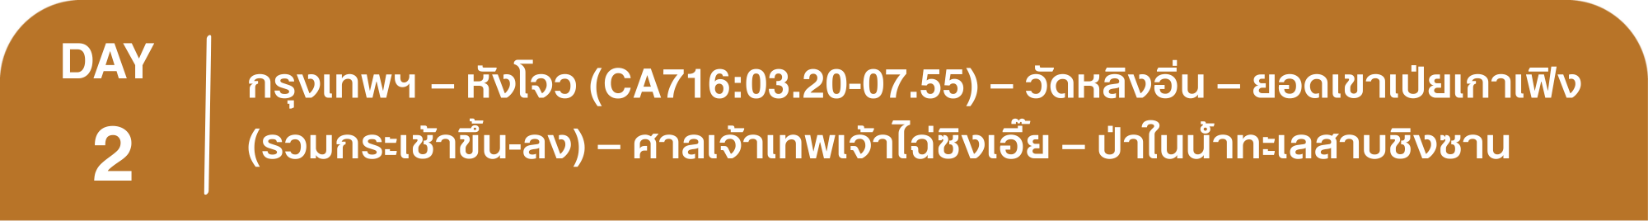 DAY
2
กรุงเทพฯ – หังโจว (CA716:03.20-07.55) – วัดหลิงอิ่น – ยอดเขาเป่ยเกาเฟิง
(รวมกระเช้าขึ้น-ลง) – ศาลเจ้าเทพเจ้าไฉ่ซิงเอี๊ย – ป่าในน้ำทะเลสาบชิงซาน